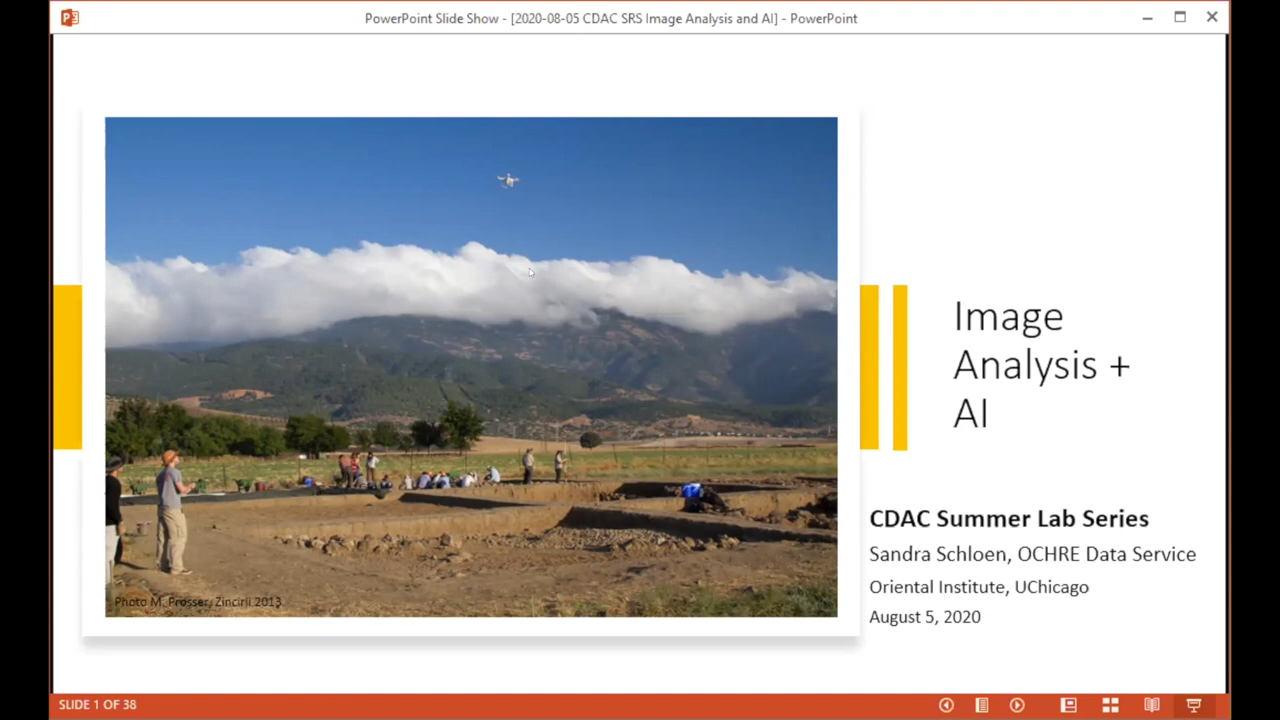 PowerPoint Slide Show - [2020-08-05 CDAC SRS Image Analysis and AI] - PowerPoint
Image
Analysis +
AI
CDAC Summer Lab Series
Sandra Schloen, OCHRE Data Service
Oriental Institute, UChicago
August 5, 2020
Photo M. Prosser, Zincirli 2013
SLIDE 1 OF 38